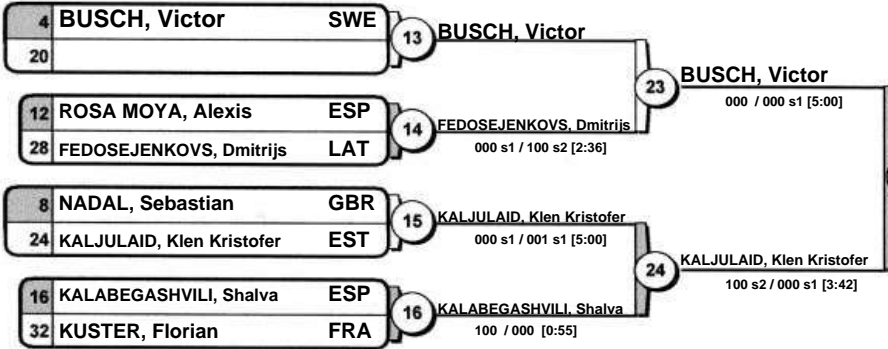 4 BUSCH, Victor SWE
20
13
BUSCH, Victor
12 ROSA MOYA, Alexis ESP
28 FEDOSEJENKOVS, Dmitrijs LAT
14
FEDOSEJENKOVS, Dmitrijs
000 s1 / 100 s2 [2:36]
23
BUSCH, Victor
000 / 000 s1 [5:00]
8 NADAL, Sebastian GBR
24 KALJULAID, Klen Kristofer EST
15
KALJULAID, Klen Kristofer
000 s1 / 001 s1 [5:00]
16 KALABEGASHVILI, Shalva ESP
32 KUSTER, Florian FRA
16
KALABEGASHVILI, Shalva
100 / 000 [0:55]
24
KALJULAID, Klen Kristofer
100 s2 / 000 s1 [3:42]